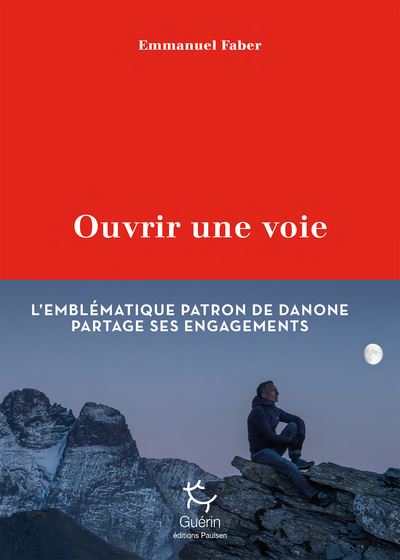 Emmanuel Faber
Ouvrir une voie
L'EMBLÉMATIQUE PATRON DE DANONE
PARTAGE SES ENGAGEMENTS
Guérin
éditions Paulsen